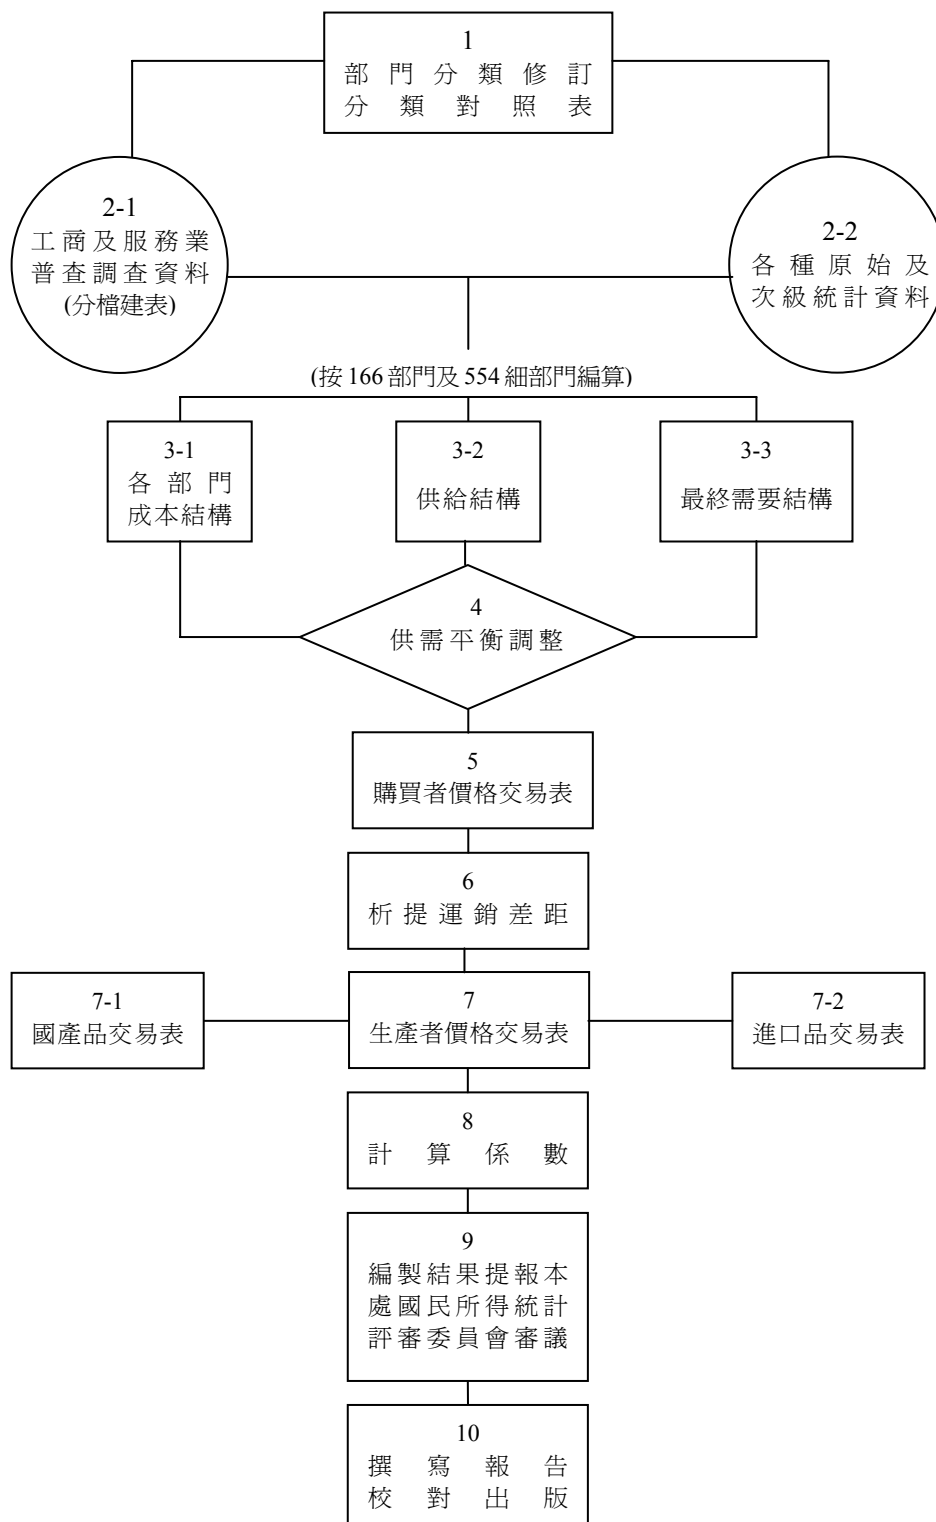 1
部門分類修訂
分類對照表
2-1
工商及服務業
普查調查資料
(分檔建表)
2-2
各種原始及
次級統計資料
(按 166 部門及 554 細部門編算)
3-1
各部門
成本結構
3-2
供給結構
3-3
最終需要結構
4
供需平衡調整
5
購買者價格交易表
6
析提運銷差距
7-1
國產品交易表
7
生產者價格交易表
7-2
進口品交易表
8
計算係數
9
編製結果提報本
處國民所得統計
評審委員會審議
10
撰寫報告
校對出版